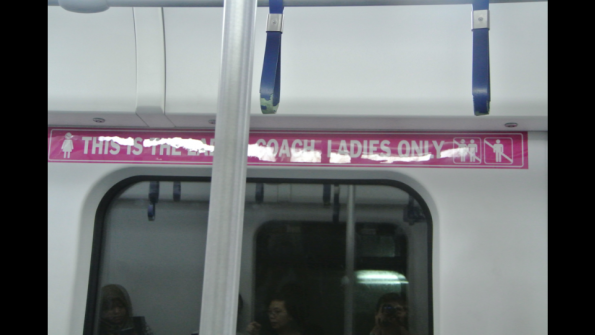 THIS IS THE COACH LADIES ONLY